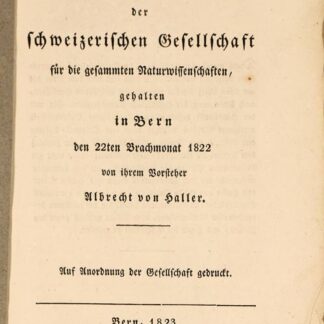 der
schweizerischen Gesellschaft
für die gesammten Naturwissenschaften,
gehalten
in Bern
den 22ten Brachmonat 1822
von ihrem Vorsteher
Albrecht von Haller.
Auf Anordnung der Gesellschaft gedruckt.
Bern, 1823